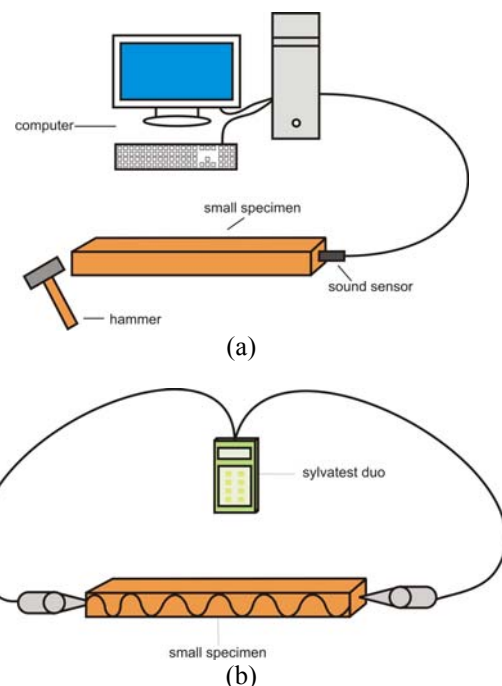 computer
small specimen
sound sensor
hammer
(a)
sylvatest duo
small specimen
(b)